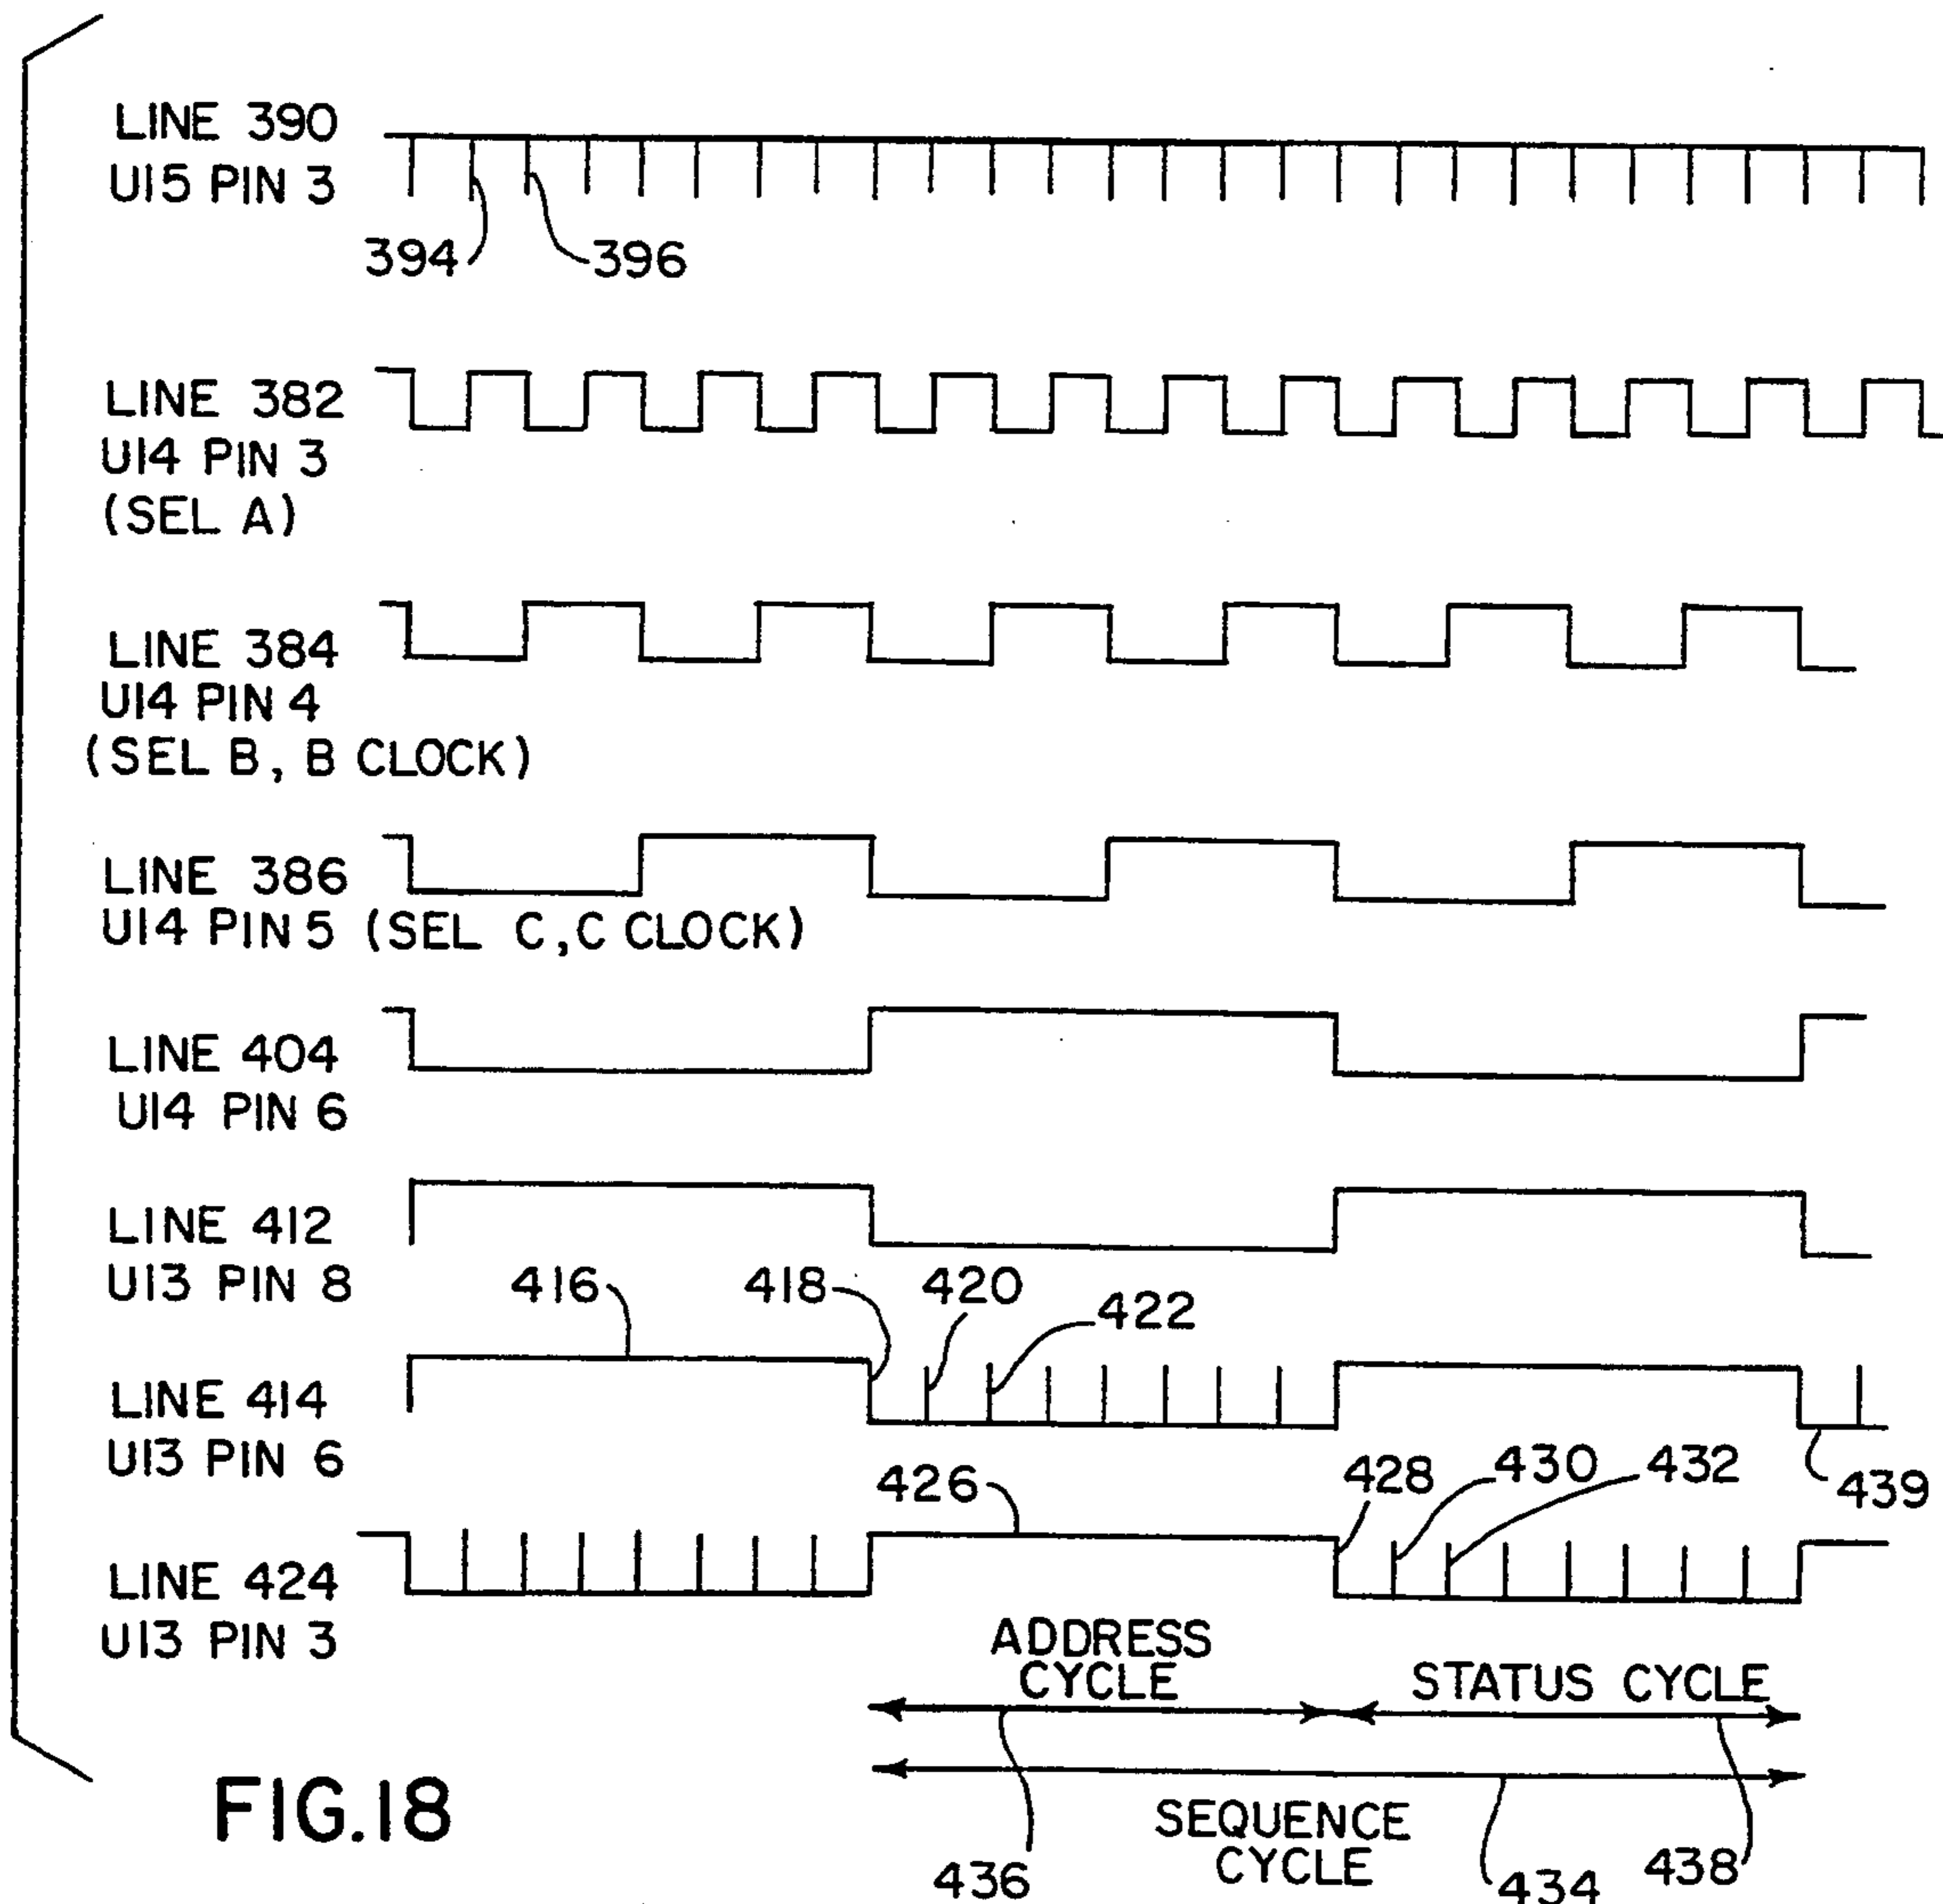 LINE 390
U15 PIN 3
394
396
LINE 382
U14 PIN 3
(SEL A)
LINE 384
U14 PIN 4
(SEL B, B CLOCK)
LINE 386
U14 PIN 5 (SEL C, C CLOCK)
LINE 404
U14 PIN 6
LINE 412
U13 PIN 8
416
418
420
422
LINE 414
U13 PIN 6
439
426
428
430
432
LINE 424
U13 PIN 3
ADDRESS
CYCLE
STATUS CYCLE
SEQUENCE
CYCLE
436
434
438
FIG.18